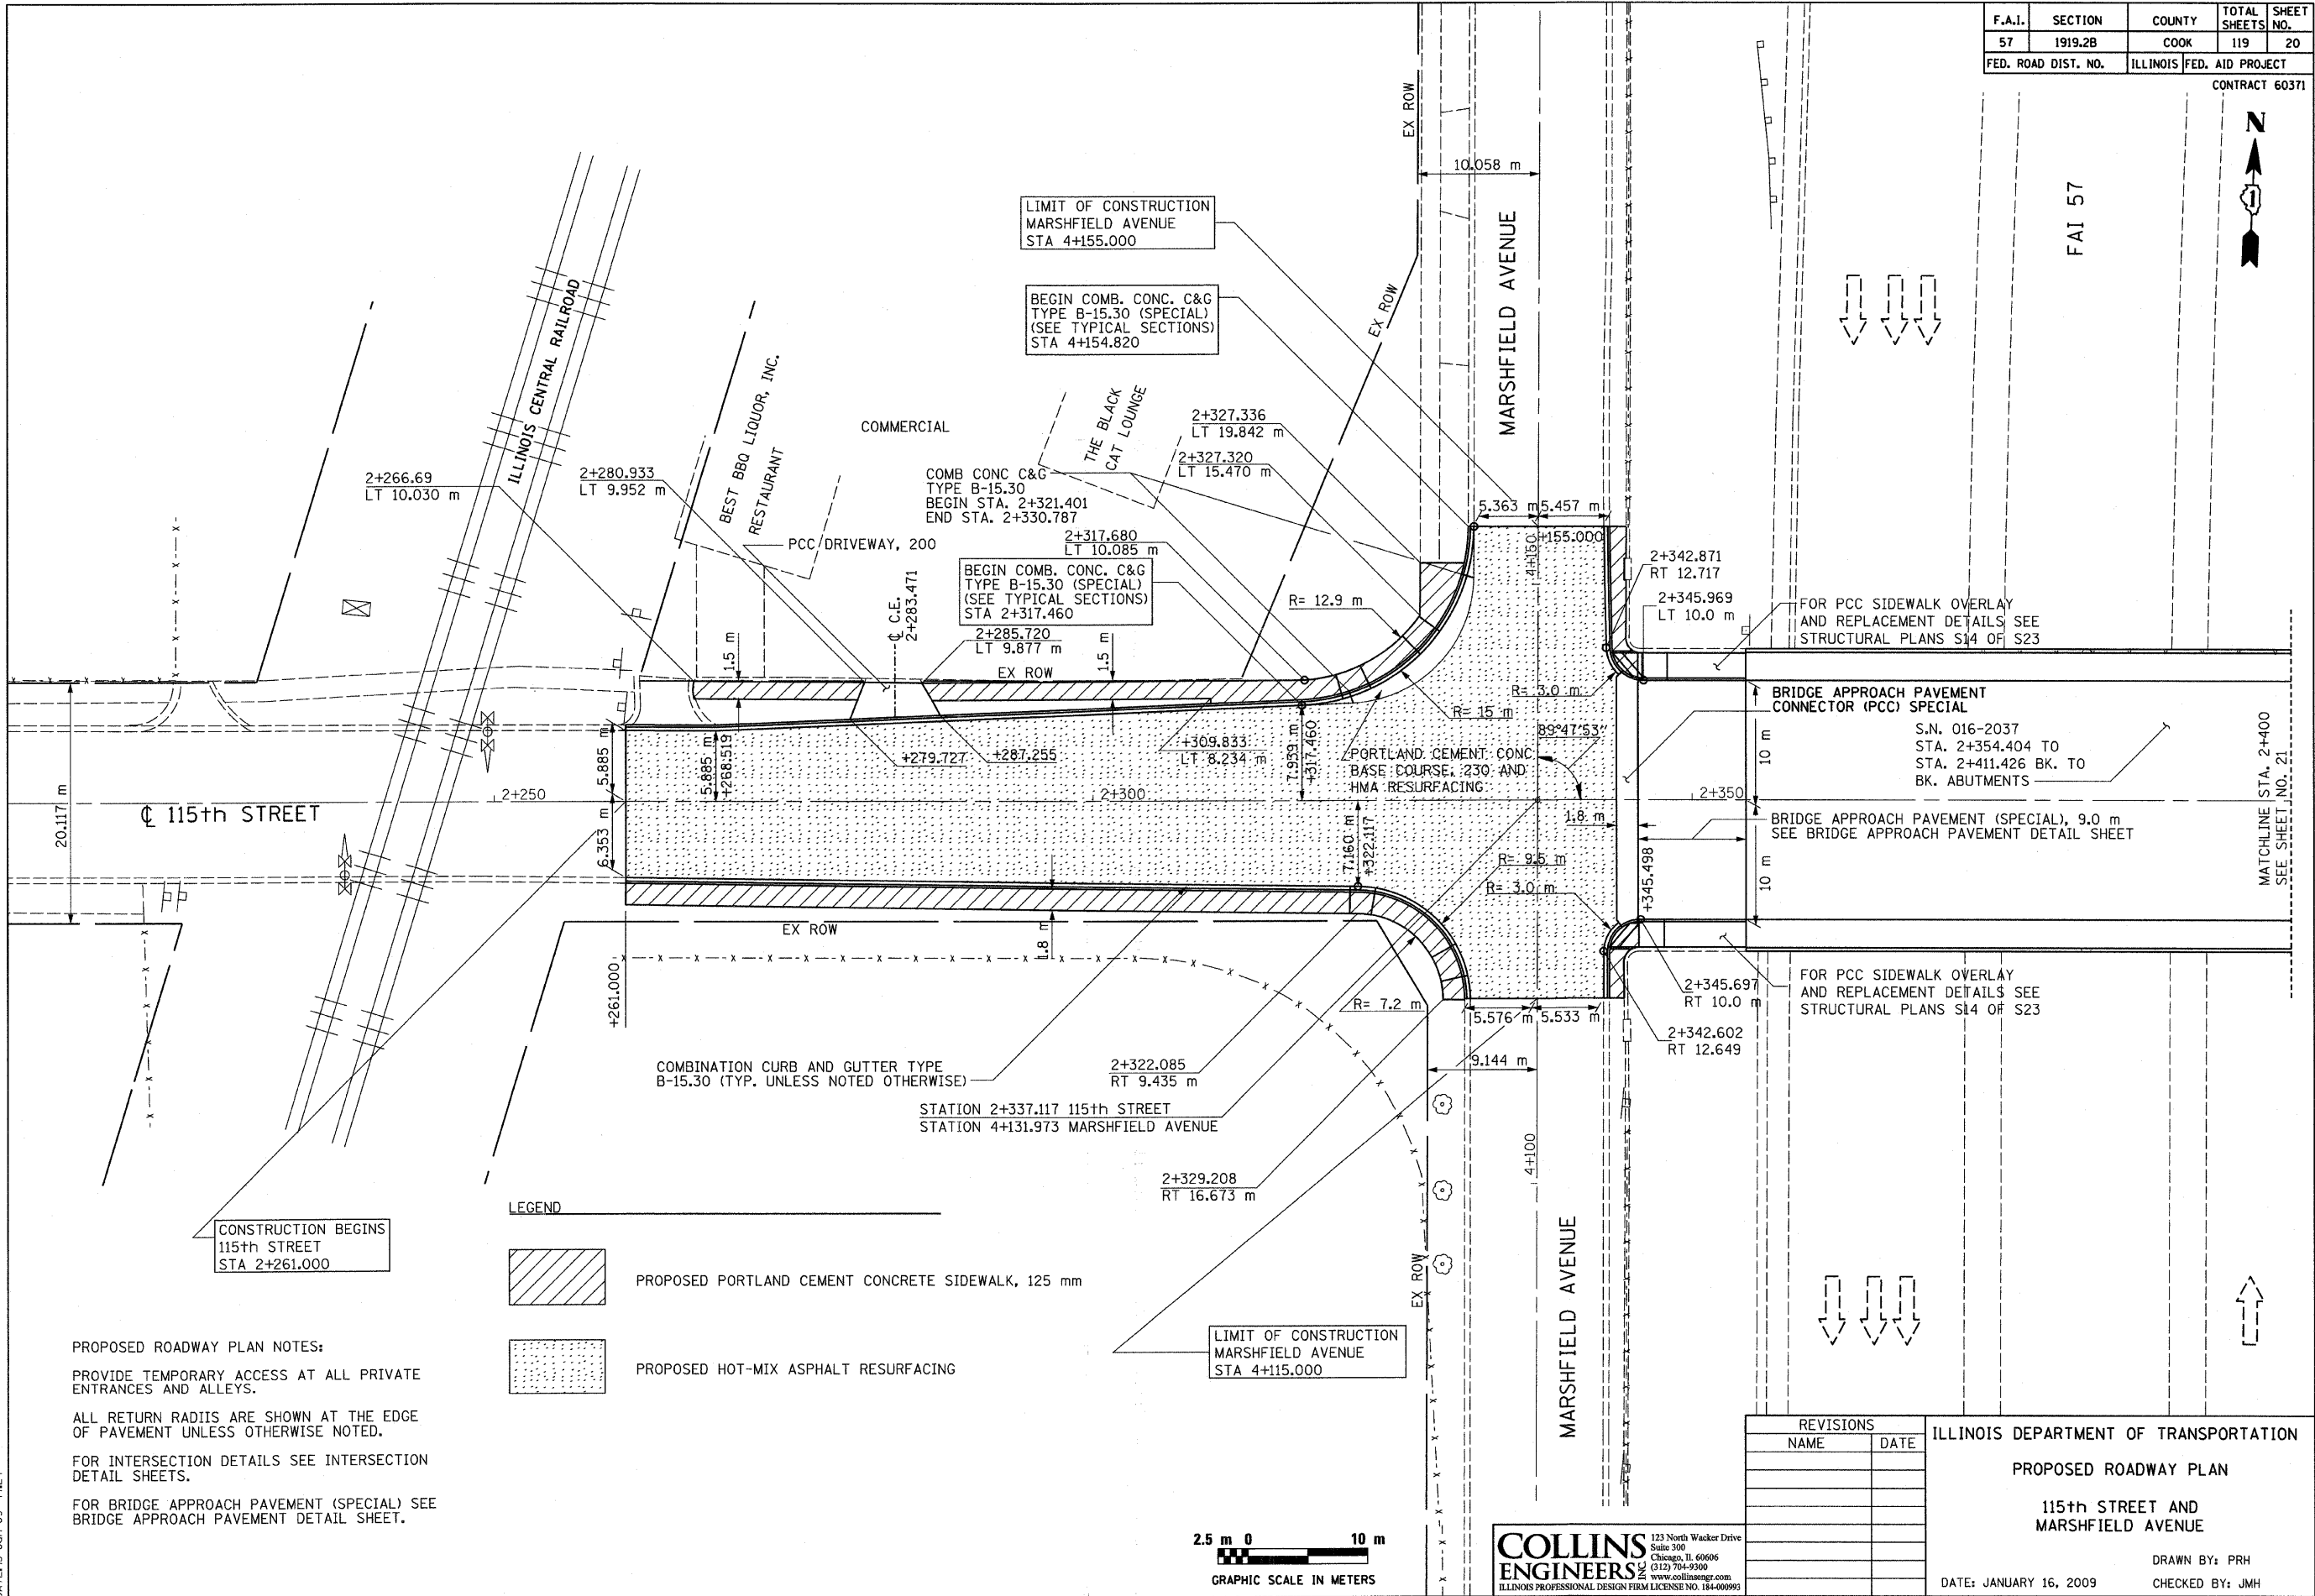 F.A.I. SECTION COUNTY TOTAL SHEETS SHEET NO.
57 1919.2B COOK 119 20
FED. ROAD DIST. NO. ILLINOIS FED. AID PROJECT
CONTRACT 60371
N
FAI 57
EX ROW
10.058 m
MARSHFIELD AVENUE
LIMIT OF CONSTRUCTION
MARSHFIELD AVENUE
STA 4+155.000
BEGIN COMB. CONC. C&G
TYPE B-15.30 (SPECIAL)
(SEE TYPICAL SECTIONS)
STA 4+154.820
EX ROW
ILLINOIS CENTRAL RAILROAD
BEST BBQ LIQUOR, INC.
RESTAURANT
COMMERCIAL
THE BLACK
CAT LOUNGE
2+327.336
LT 19.842 m
2+327.320
LT 15.470 m
2+266.69
LT 10.030 m
2+280.933
LT 9.952 m
COMB CONC C&G
TYPE B-15.30
BEGIN STA. 2+321.401
END STA. 2+330.787
5.363 m
5.457 m
PCC DRIVEWAY, 200
2+317.680
LT 10.085 m
4+150
+155.000
BEGIN COMB. CONC. C&G
TYPE B-15.30 (SPECIAL)
(SEE TYPICAL SECTIONS)
STA 2+317.460
2+342.871
RT 12.717
℄ C.E.
2+283.471
R= 12.9 m
2+345.969
LT 10.0 m
FOR PCC SIDEWALK OVERLAY
AND REPLACEMENT DETAILS SEE
STRUCTURAL PLANS S14 OF S23
2+285.720
LT 9.877 m
1.5 m
1.5 m
EX ROW
R= 3.0 m
R= 15 m
BRIDGE APPROACH PAVEMENT
CONNECTOR (PCC) SPECIAL
S.N. 016-2037
STA. 2+354.404 TO
STA. 2+411.426 BK. TO
BK. ABUTMENTS
89°47'53"
5.885 m
5.885 m
+268.519
+279.727
+287.255
+309.833
LT 8.234 m
7.939 m
+317.460
PORTLAND CEMENT CONC
BASE COURSE, 230 AND
HMA RESURFACING
10 m
MATCHLINE STA. 2+400
SEE SHEET NO. 21
20.117 m
℄ 115th STREET
2+250
2+300
2+350
6.353 m
7.160 m
+322.117
1.8 m
BRIDGE APPROACH PAVEMENT (SPECIAL), 9.0 m
SEE BRIDGE APPROACH PAVEMENT DETAIL SHEET
R= 9.5 m
R= 3.0 m
+345.498
10 m
EX ROW
1.8 m
+261.000
R= 7.2 m
5.576 m
5.533 m
2+345.697
RT 10.0 m
2+342.602
RT 12.649
FOR PCC SIDEWALK OVERLAY
AND REPLACEMENT DETAILS SEE
STRUCTURAL PLANS S14 OF S23
COMBINATION CURB AND GUTTER TYPE
B-15.30 (TYP. UNLESS NOTED OTHERWISE)
2+322.085
RT 9.435 m
9.144 m
STATION 2+337.117 115th STREET
STATION 4+131.973 MARSHFIELD AVENUE
4+100
2+329.208
RT 16.673 m
CONSTRUCTION BEGINS
115th STREET
STA 2+261.000
LEGEND
PROPOSED PORTLAND CEMENT CONCRETE SIDEWALK, 125 mm
PROPOSED HOT-MIX ASPHALT RESURFACING
EX ROW
MARSHFIELD AVENUE
LIMIT OF CONSTRUCTION
MARSHFIELD AVENUE
STA 4+115.000
PROPOSED ROADWAY PLAN NOTES:
PROVIDE TEMPORARY ACCESS AT ALL PRIVATE
ENTRANCES AND ALLEYS.
ALL RETURN RADIIS ARE SHOWN AT THE EDGE
OF PAVEMENT UNLESS OTHERWISE NOTED.
FOR INTERSECTION DETAILS SEE INTERSECTION
DETAIL SHEETS.
FOR BRIDGE APPROACH PAVEMENT (SPECIAL) SEE
BRIDGE APPROACH PAVEMENT DETAIL SHEET.
2.5 m 0 10 m
GRAPHIC SCALE IN METERS
COLLINS
ENGINEERS INC
123 North Wacker Drive
Suite 300
Chicago, IL 60606
(312) 704-9300
www.collinsengr.com
ILLINOIS PROFESSIONAL DESIGN FIRM LICENSE NO. 184-000993
REVISIONS
NAME DATE
ILLINOIS DEPARTMENT OF TRANSPORTATION
PROPOSED ROADWAY PLAN
115th STREET AND
MARSHFIELD AVENUE
DRAWN BY: PRH
DATE: JANUARY 16, 2009
CHECKED BY: JMH